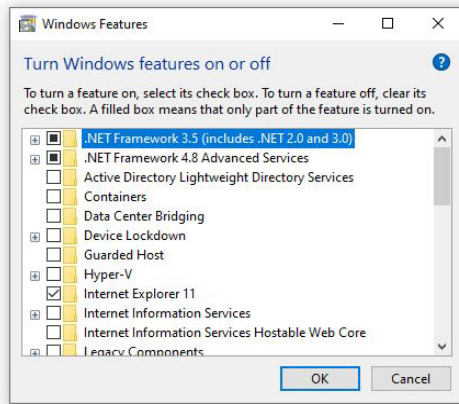 Windows Features
Turn Windows features on or off
To turn a feature on, select its check box. To turn a feature off, clear its
check box. A filled box means that only part of the feature is turned on.
.NET Framework 3.5 (includes .NET 2.0 and 3.0)
.NET Framework 4.8 Advanced Services
Active Directory Lightweight Directory Services
Containers
Data Center Bridging
Device Lockdown
Guarded Host
Hyper-V
Internet Explorer 11
Internet Information Services
Internet Information Services Hostable Web Core
Legacy Components
OK Cancel